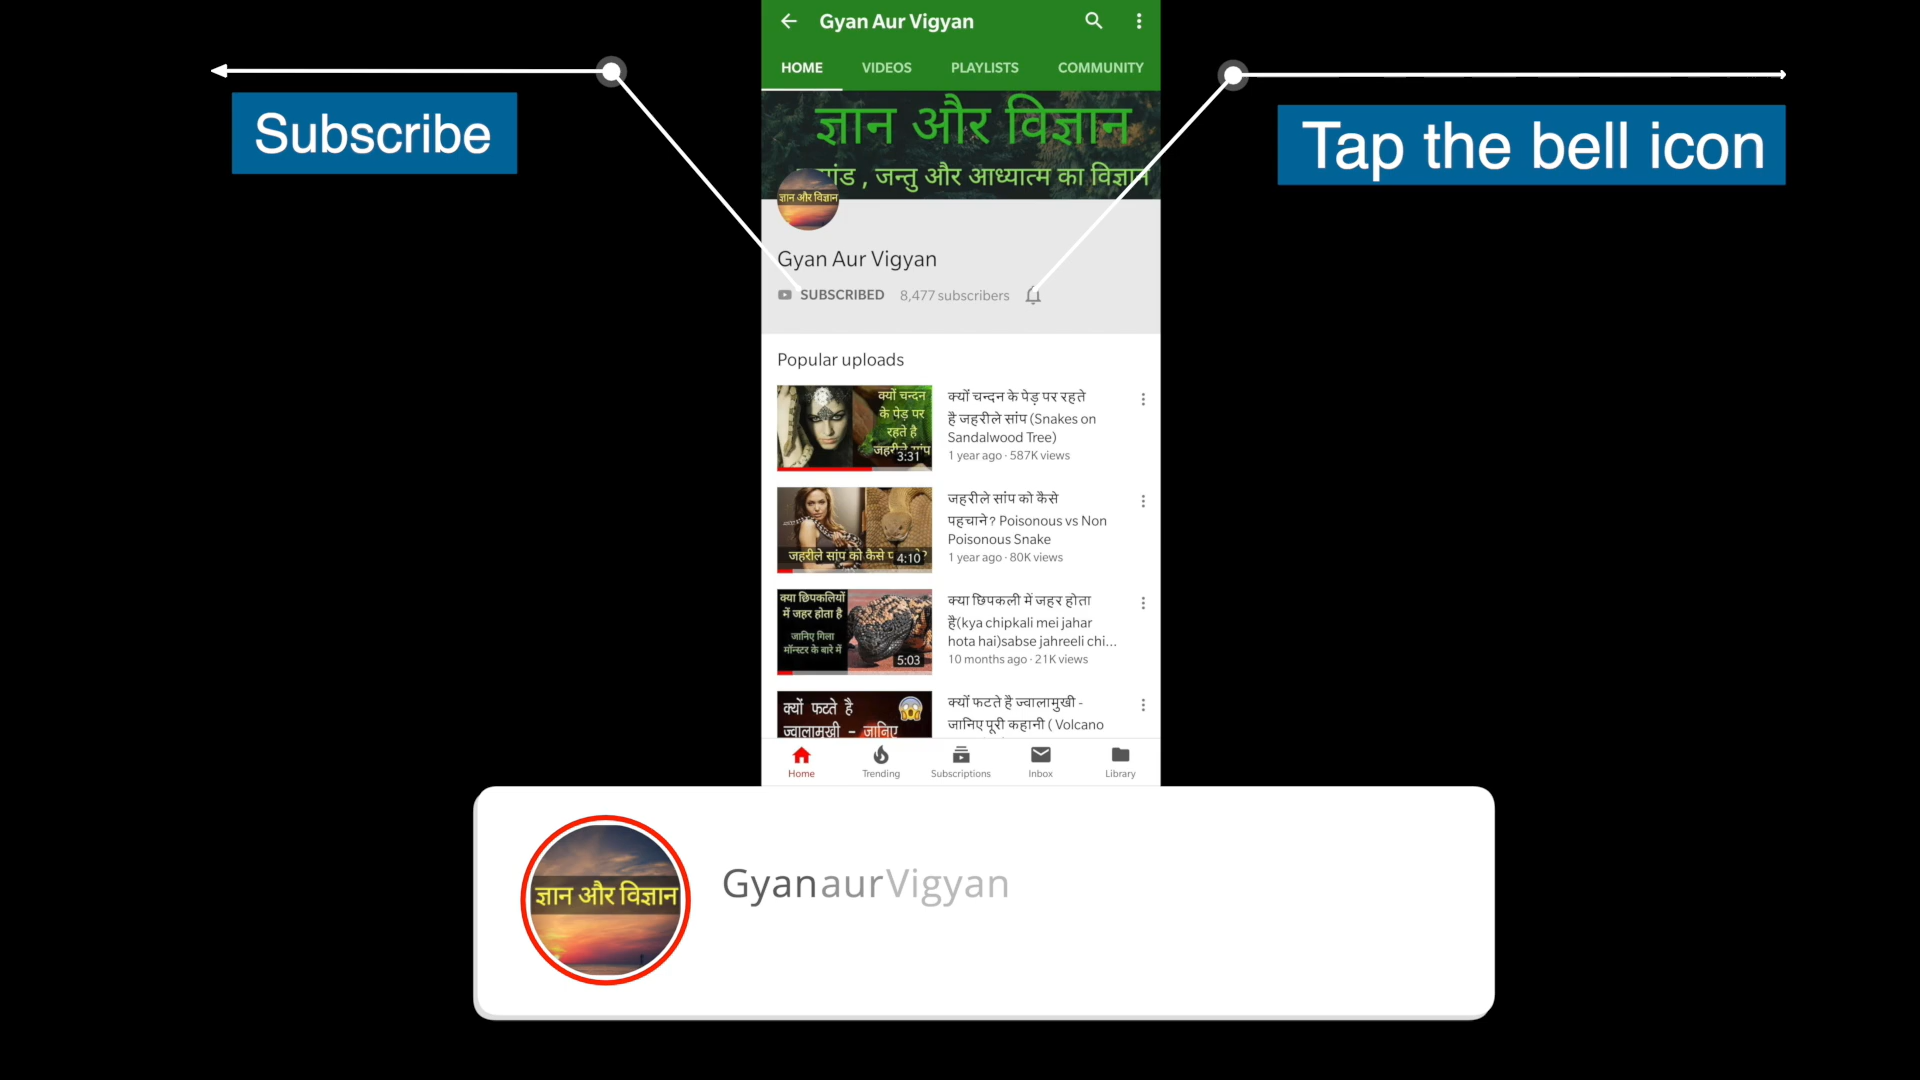 Gyan Aur Vigyan
HOME VIDEOS PLAYLISTS COMMUNITY
Subscribe
Tap the bell icon
ज्ञान और विज्ञान
, जन्तु और आध्यात्म का विज्ञान
ज्ञान और विज्ञान
Gyan Aur Vigyan
SUBSCRIBED 8,477 subscribers
Popular uploads
क्यों चन्दन
के पेड़ पर
रहते है
जहरीले सांप
3:31
क्यों चन्दन के पेड़ पर रहते
है जहरीले सांप (Snakes on
Sandalwood Tree)
1 year ago · 587K views
जहरीले सांप को कैसे
4:10
जहरीले सांप को कैसे
पहचाने ? Poisonous vs Non
Poisonous Snake
1 year ago · 80K views
क्या छिपकलियों
में जहर होता है
जानिए गिला
मॉन्स्टर के बारे में
5:03
क्या छिपकली में जहर होता
है(kya chipkali mei jahar
hota hai)sabse jahreeli chi...
10 months ago · 21K views
क्यों फटते है
ज्वालामुखी - जानिए
क्यों फटते है ज्वालामुखी -
जानिए पूरी कहानी ( Volcano
Home Trending Subscriptions Inbox Library
ज्ञान और विज्ञान
GyanaurVigyan